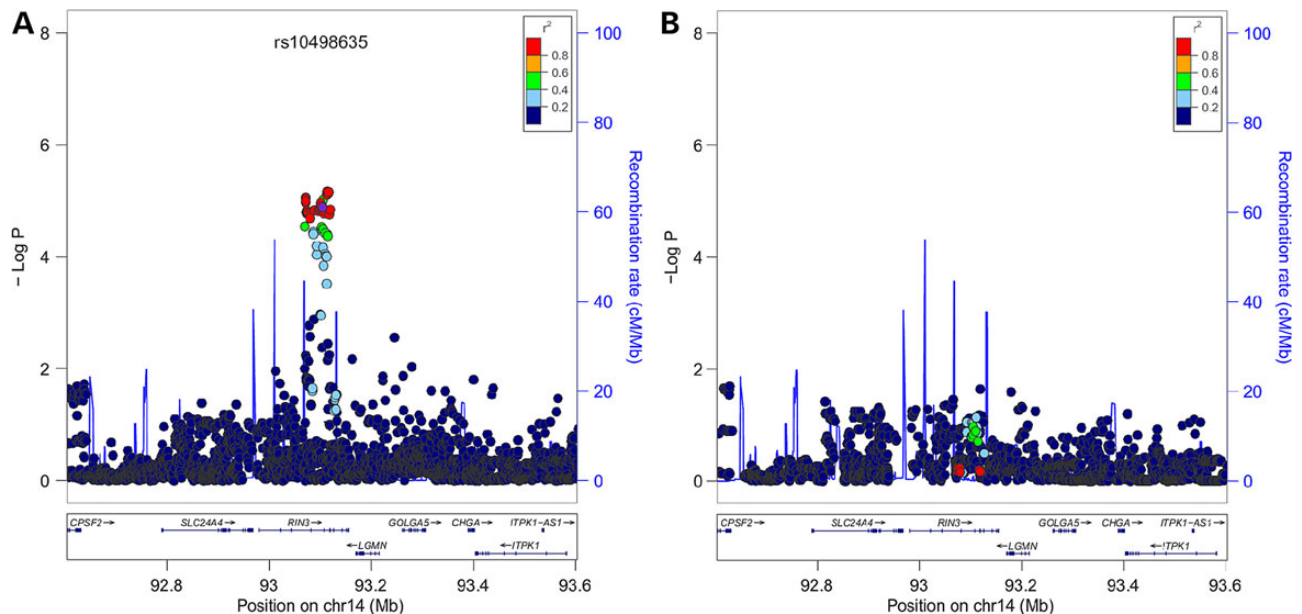 A
rs10498635
r²
0.8
0.6
0.4
0.2
8
6
4
2
0
− Log P
100
80
60
40
20
0
Recombination rate (cM/Mb)
CPSF2→
SLC24A4→
RIN3→
GOLGA5→
CHGA→
ITPK1−AS1→
←LGMN
←ITPK1
92.8
93
93.2
93.4
93.6
Position on chr14 (Mb)
B
r²
0.8
0.6
0.4
0.2
8
6
4
2
0
−Log P
100
80
60
40
20
0
Recombination rate (cM/Mb)
CPSF2→
SLC24A4→
RIN3→
GOLGA5→
CHGA→
ITPK1−AS1→
←LGMN
←ITPK1
92.8
93
93.2
93.4
93.6
Position on chr14 (Mb)